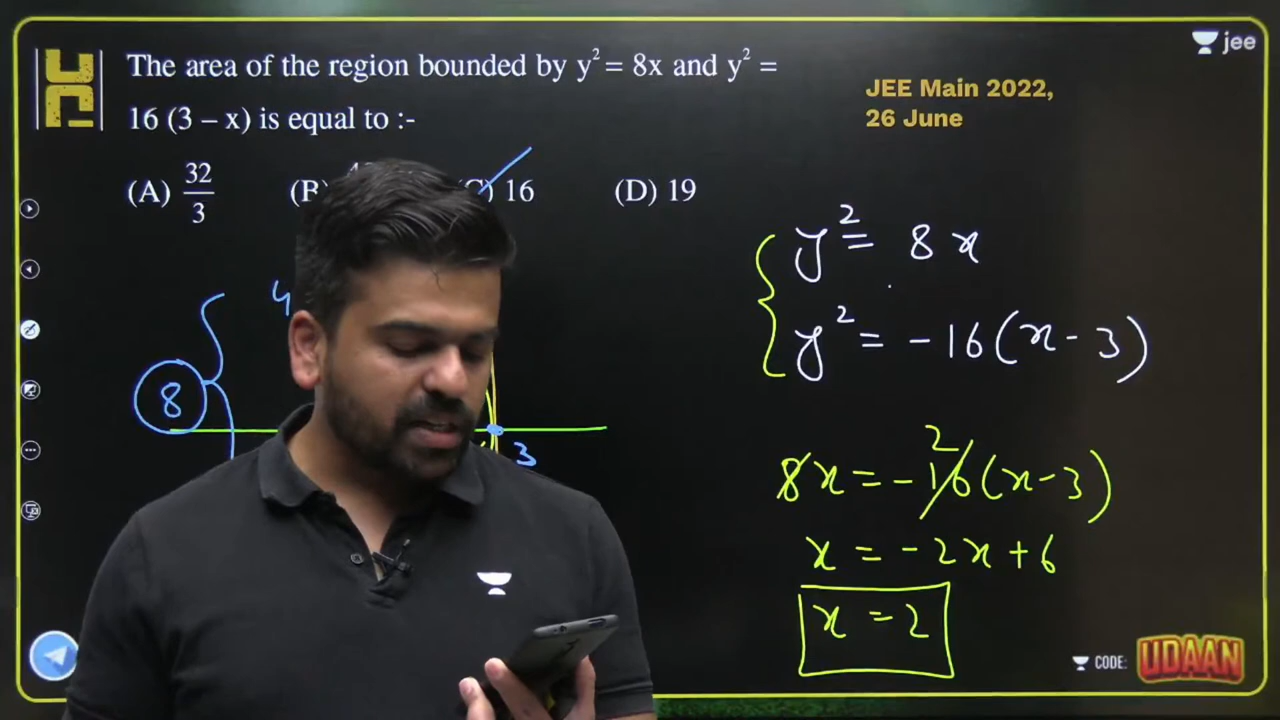 The area of the region bounded by y² = 8x and y² =
16 (3 – x) is equal to :-
(A) 32/3 (C) 16 (D) 19
JEE Main 2022,
26 June
jee
y² = 8x
y² = -16(x-3)
8x = -16(x-3)
2
x = -2x+6
x = 2
4
8
3
CODE: UDAAN